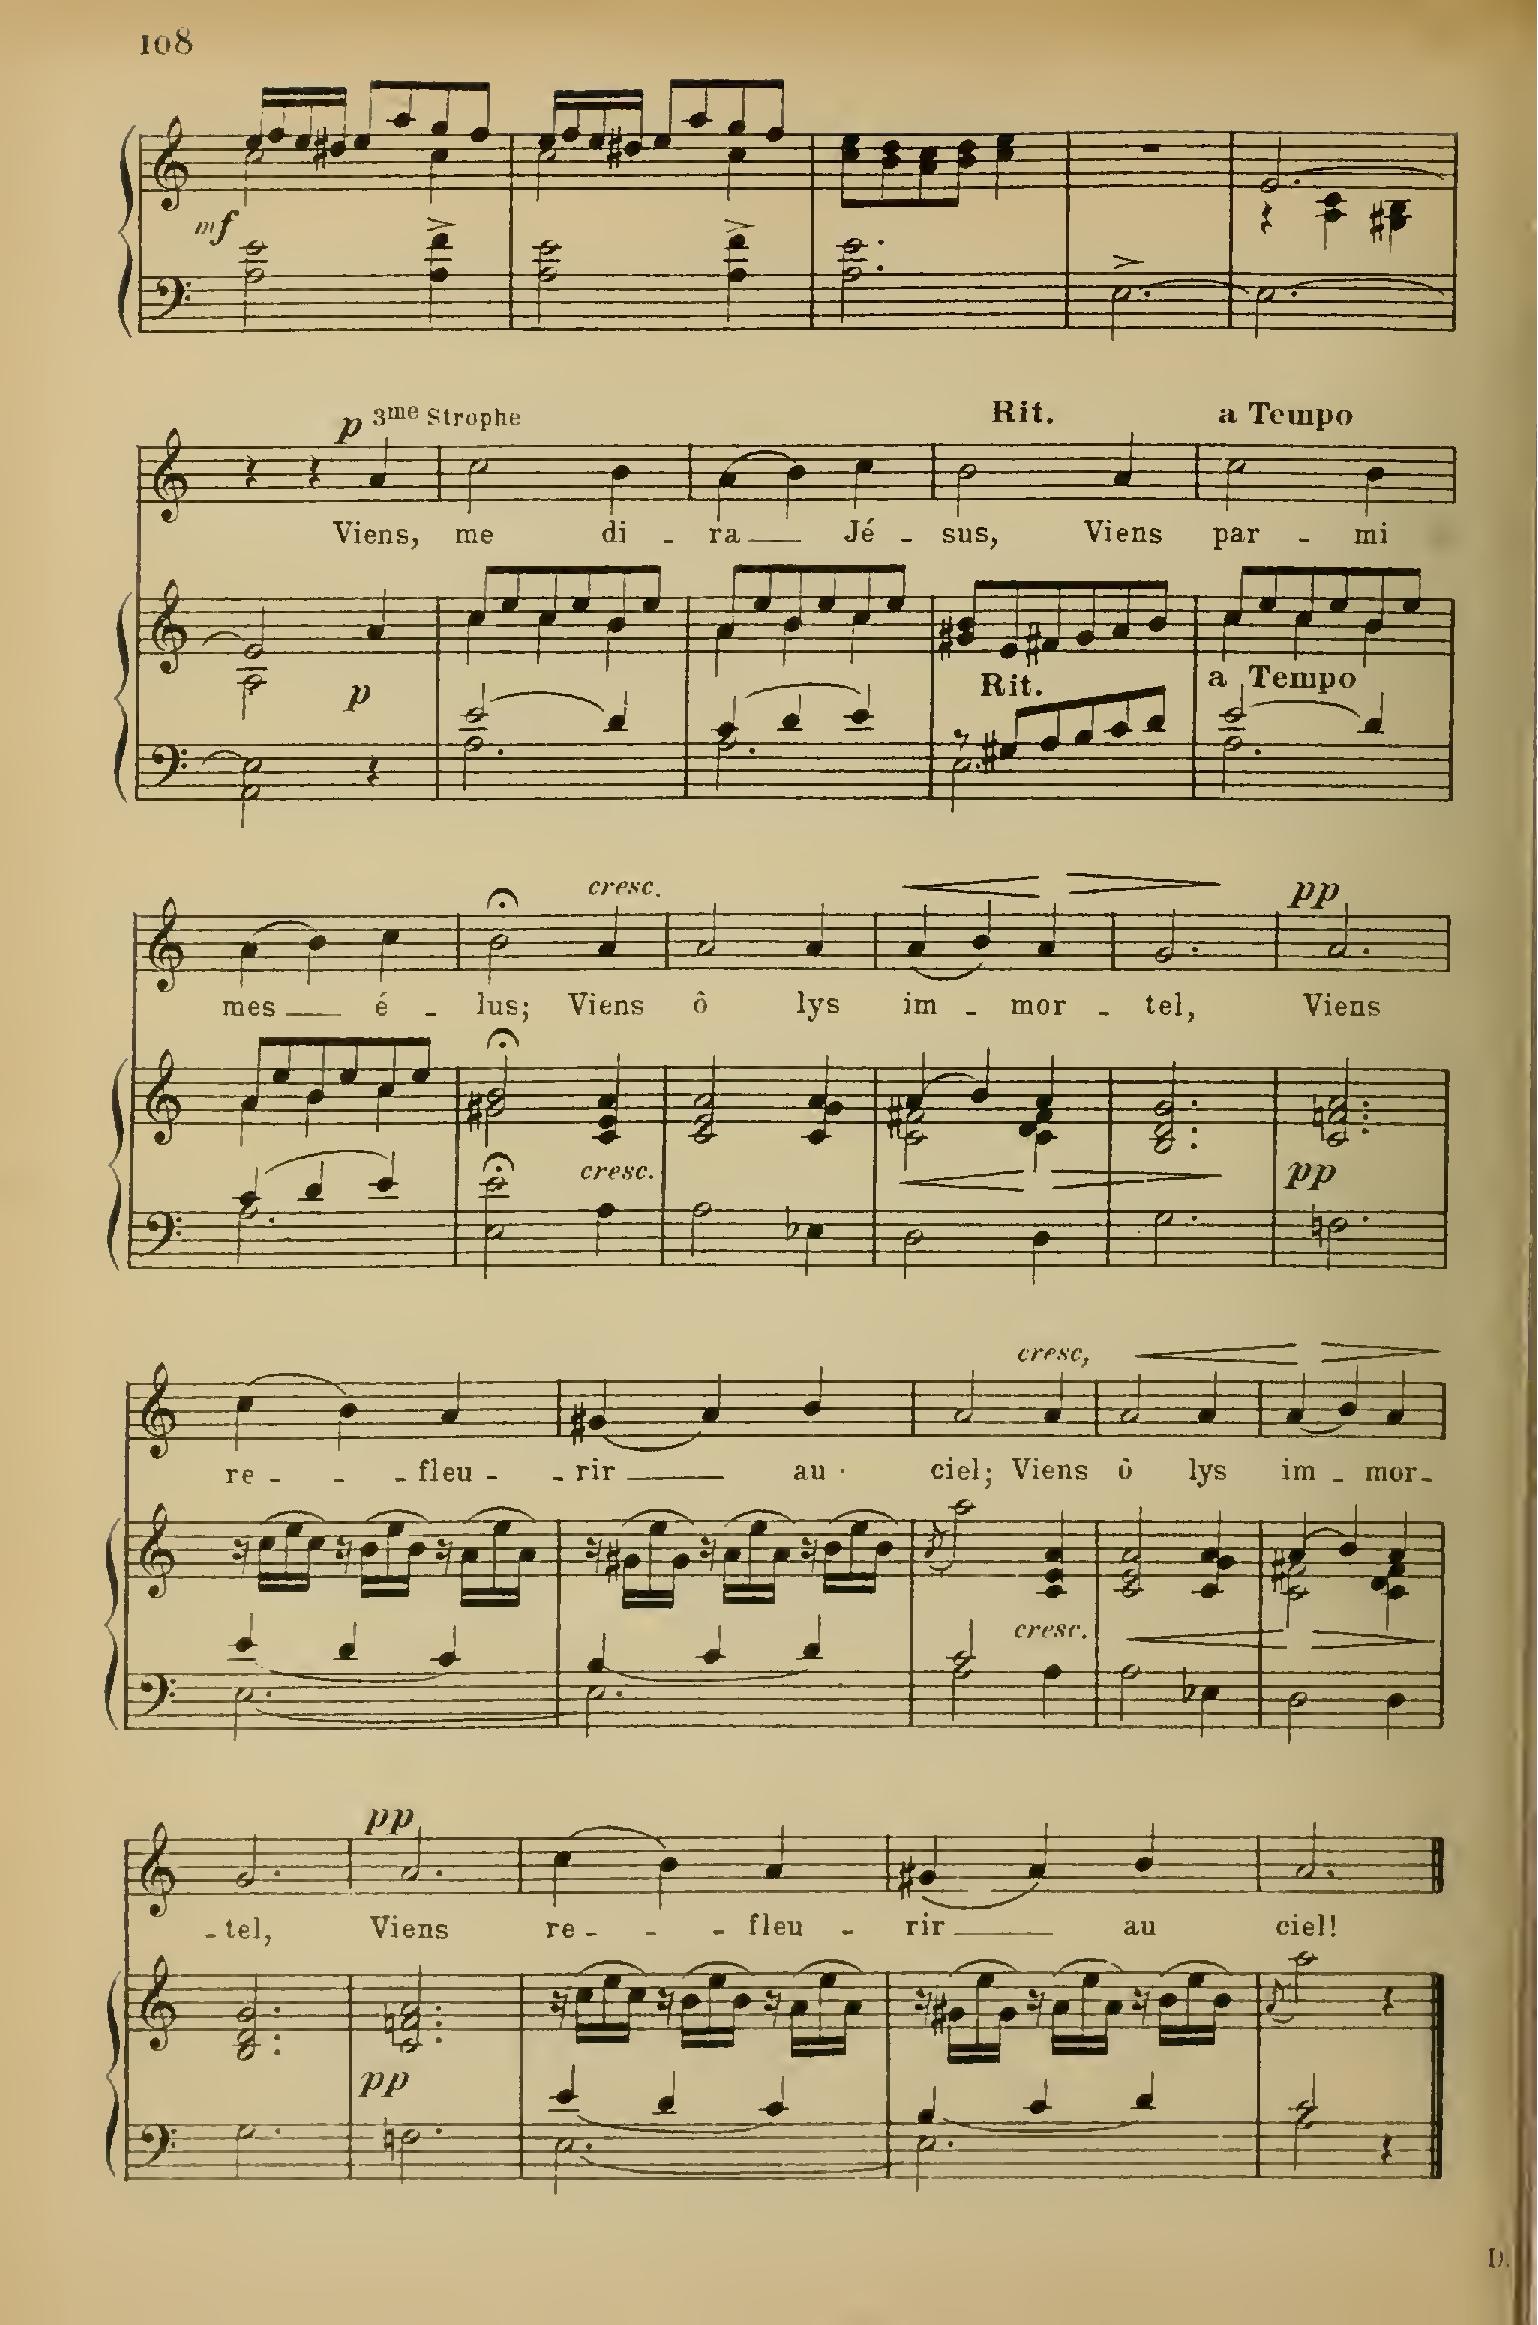 108
mf
p 3me Strophe Rit. a Tempo
Viens, me di - ra Jé - sus, Viens par - mi
p Rit. a Tempo
cresc. pp
mes é - lus; Viens ô lys im - mor - tel, Viens
cresc. pp
cresc,
re - - - fleu - - rir au ciel; Viens ô lys im - mor -
cresc.
pp
- tel, Viens re - - - fleu - rir au ciel!
pp
D.